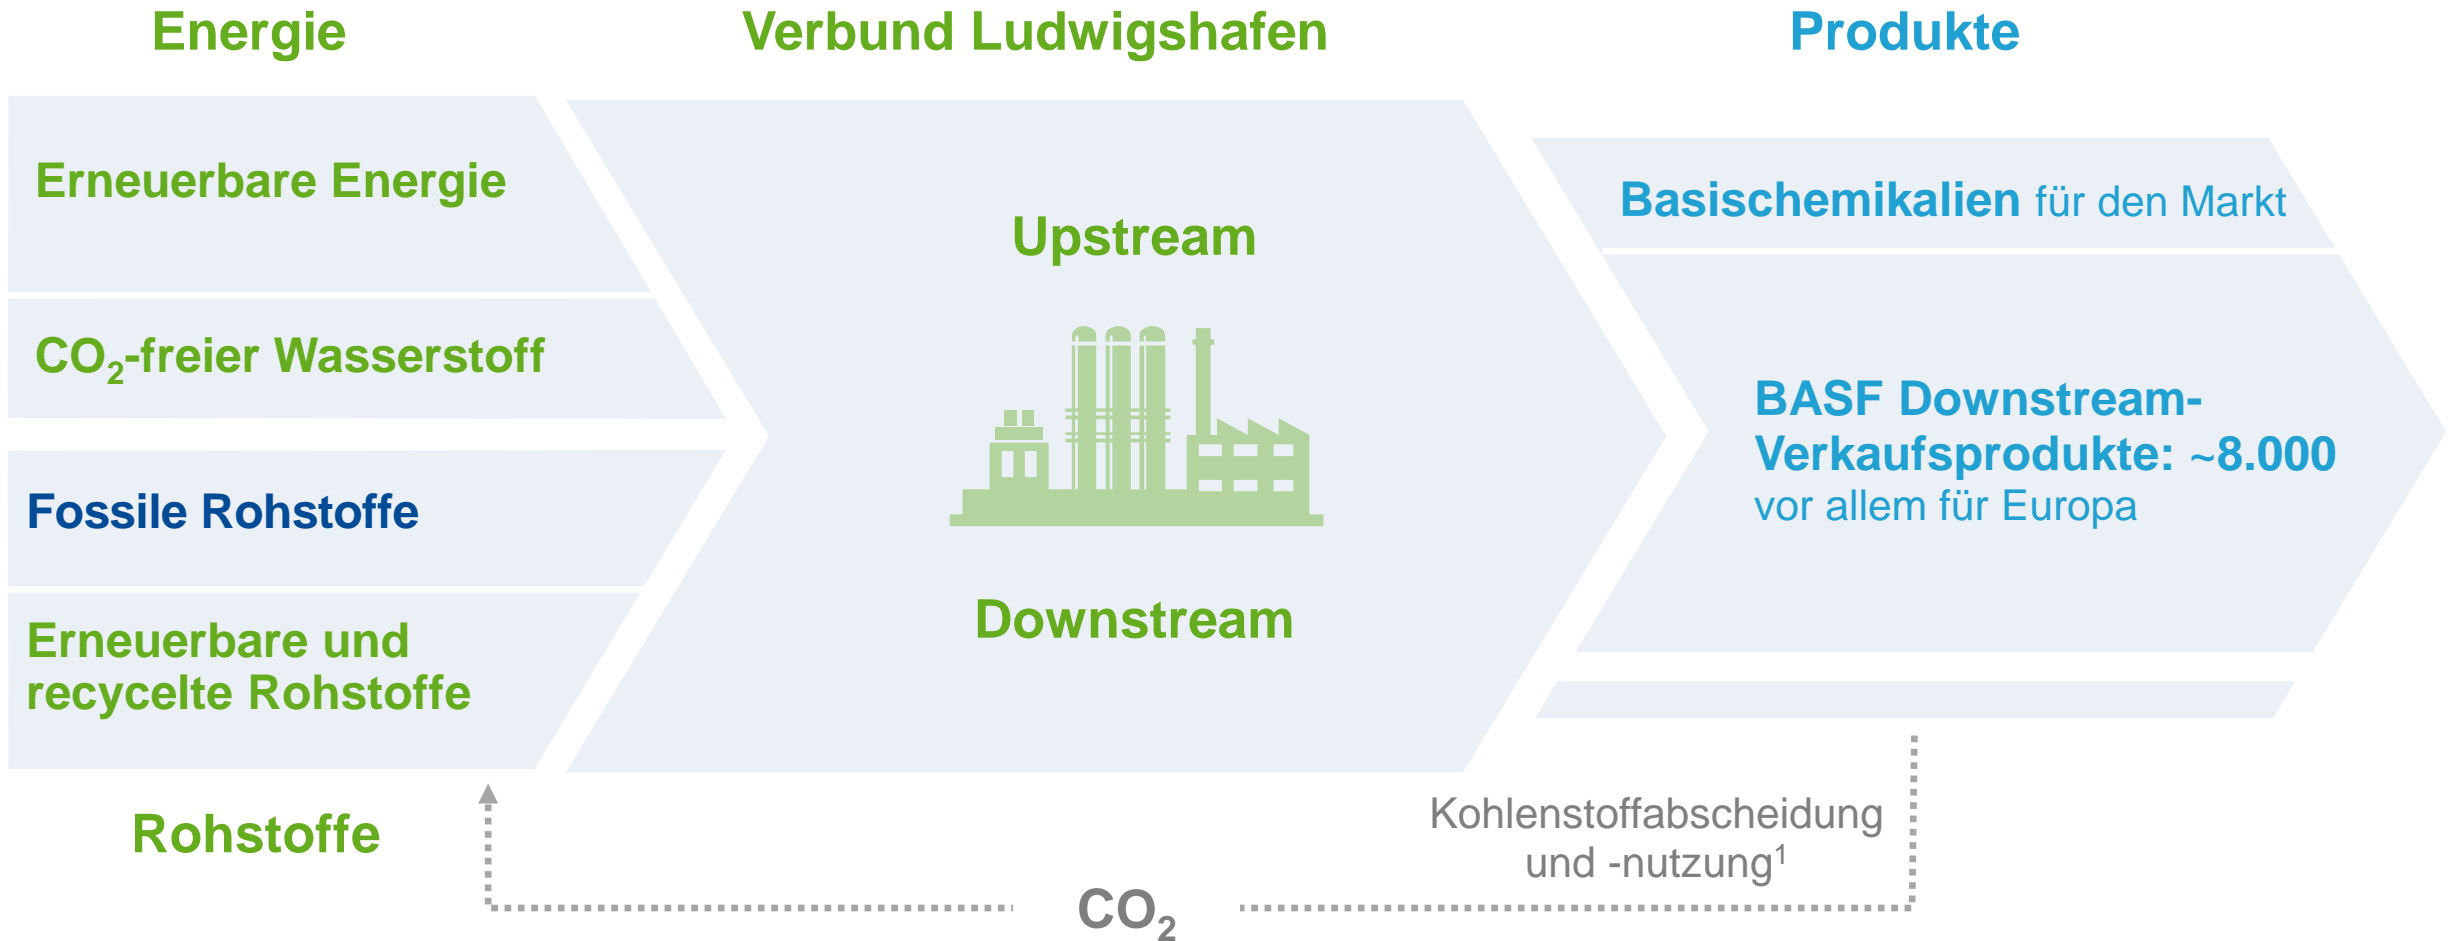 Energie
Verbund Ludwigshafen
Produkte
Erneuerbare Energie
CO₂-freier Wasserstoff
Fossile Rohstoffe
Erneuerbare und
recycelte Rohstoffe
Rohstoffe
Upstream
Downstream
Basischemikalien für den Markt
BASF Downstream-
Verkaufsprodukte: ~8.000
vor allem für Europa
Kohlenstoffabscheidung
und -nutzung¹
CO₂